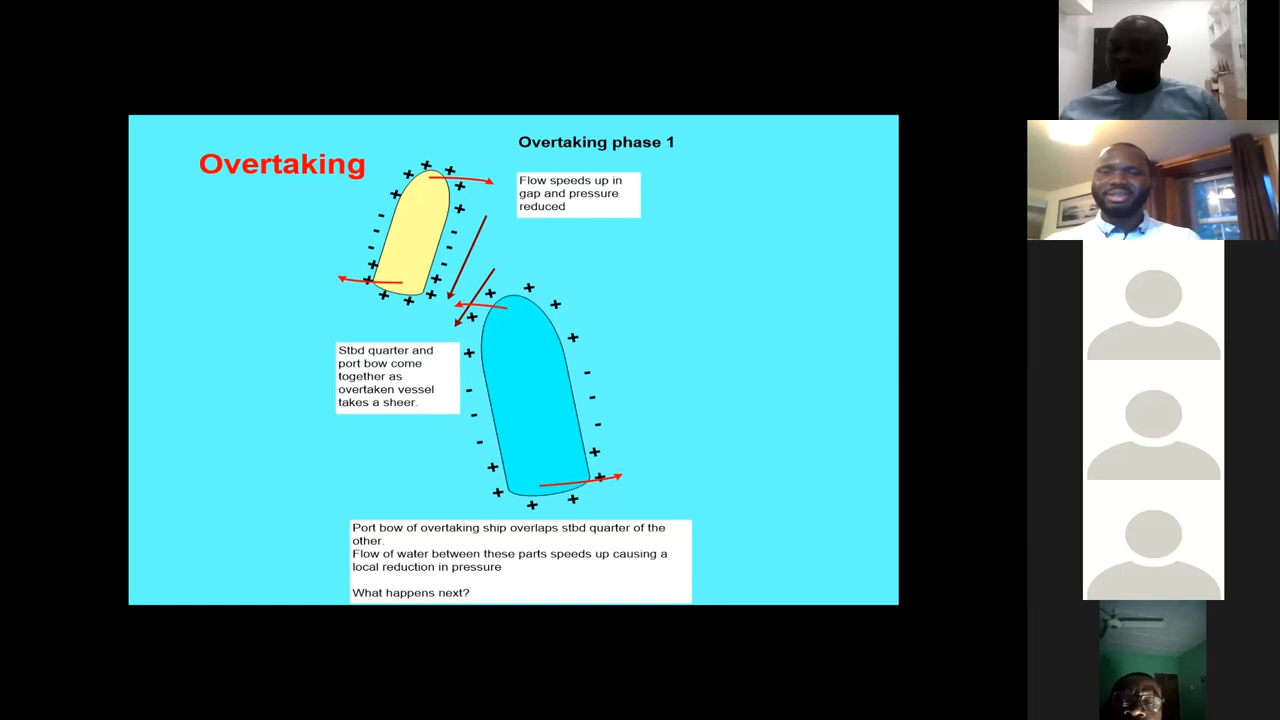 Overtaking
Overtaking phase 1
Flow speeds up in
gap and pressure
reduced
Stbd quarter and
port bow come
together as
overtaken vessel
takes a sheer.
Port bow of overtaking ship overlaps stbd quarter of the
other.
Flow of water between these parts speeds up causing a
local reduction in pressure
What happens next?